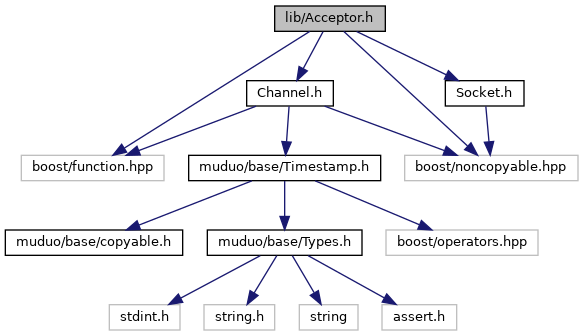 lib/Acceptor.h
Channel.h
Socket.h
boost/function.hpp
muduo/base/Timestamp.h
boost/noncopyable.hpp
muduo/base/copyable.h
muduo/base/Types.h
boost/operators.hpp
stdint.h
string.h
string
assert.h